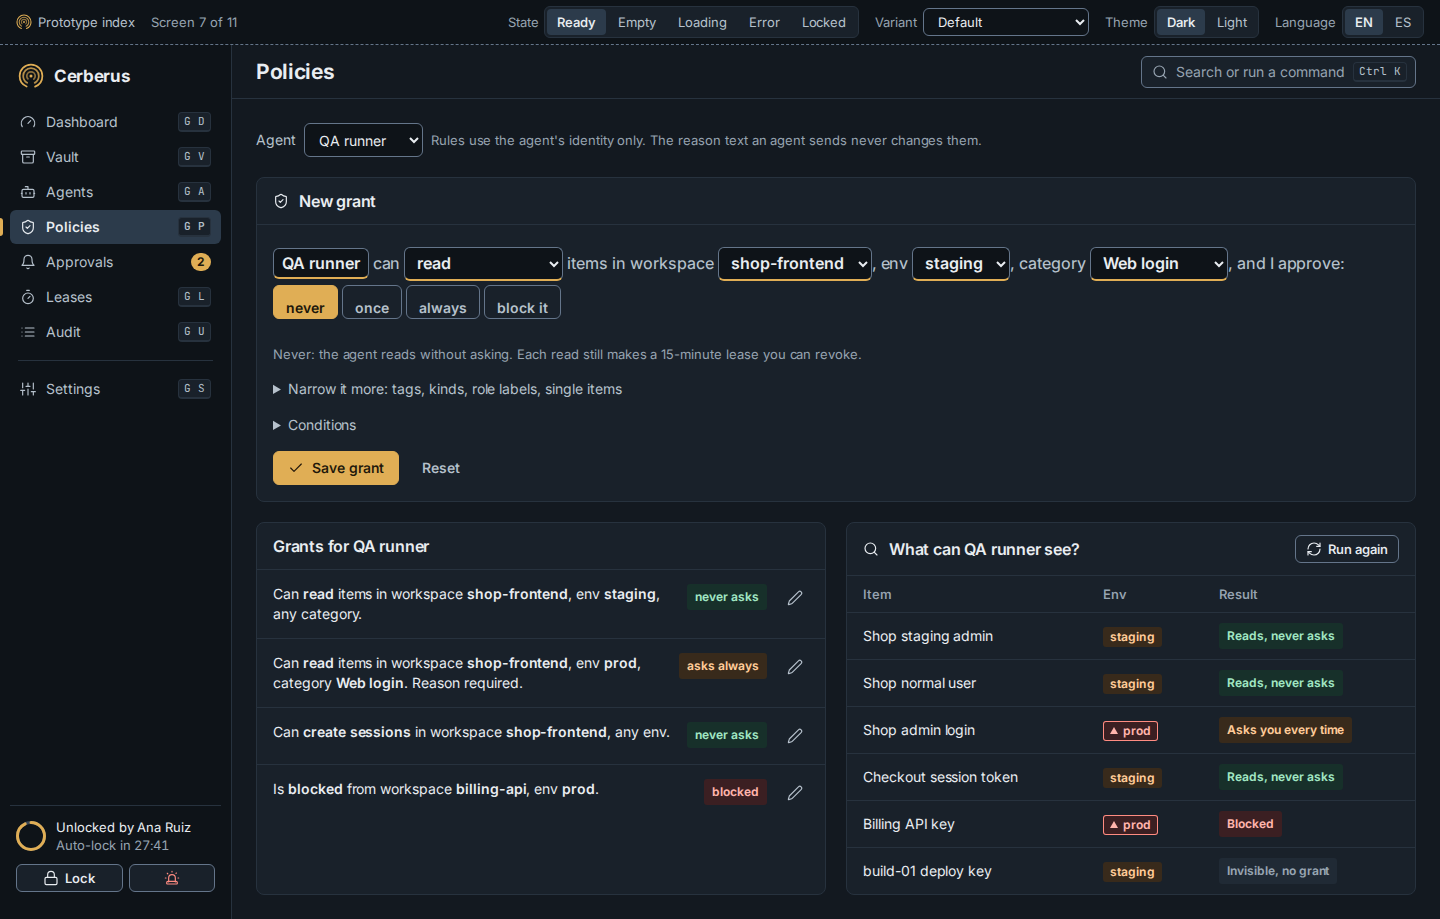 Prototype index Screen 7 of 11 State Ready Empty Loading Error Locked Variant Default Theme Dark Light Language EN ES
Cerberus
Dashboard G D
Vault G V
Agents G A
Policies G P
Approvals 2
Leases G L
Audit G U
Settings G S
Unlocked by Ana Ruiz
Auto-lock in 27:41
Lock
Policies
Search or run a command Ctrl K
Agent QA runner Rules use the agent's identity only. The reason text an agent sends never changes them.
New grant
QA runner can read items in workspace shop-frontend, env staging, category Web login, and I approve:
never once always block it
Never: the agent reads without asking. Each read still makes a 15-minute lease you can revoke.
Narrow it more: tags, kinds, role labels, single items
Conditions
Save grant Reset
Grants for QA runner
Can read items in workspace shop-frontend, env staging, never asks
any category.
Can read items in workspace shop-frontend, env prod, asks always
category Web login. Reason required.
Can create sessions in workspace shop-frontend, any env. never asks
Is blocked from workspace billing-api, env prod. blocked
What can QA runner see? Run again
Item Env Result
Shop staging admin staging Reads, never asks
Shop normal user staging Reads, never asks
Shop admin login prod Asks you every time
Checkout session token staging Reads, never asks
Billing API key prod Blocked
build-01 deploy key staging Invisible, no grant